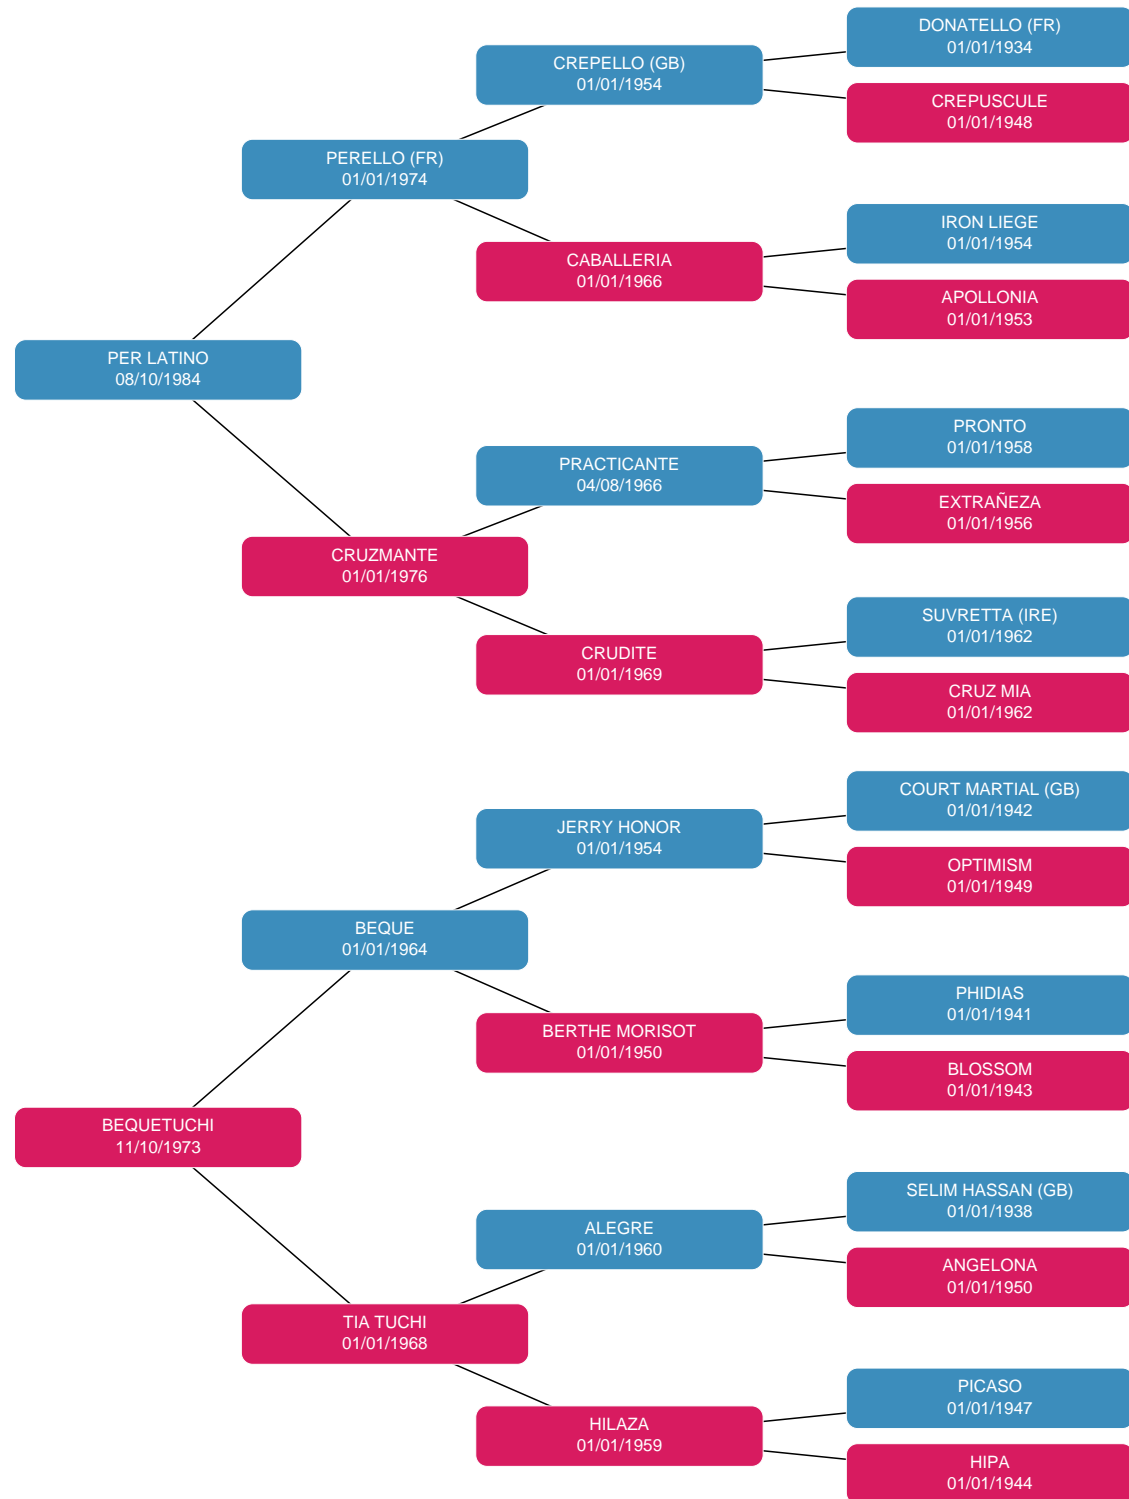 DONATELLO (FR)
01/01/1934
CREPELLO (GB)
01/01/1954
CREPUSCULE
01/01/1948
PERELLO (FR)
01/01/1974
IRON LIEGE
01/01/1954
CABALLERIA
01/01/1966
APOLLONIA
01/01/1953
PER LATINO
08/10/1984
PRONTO
01/01/1958
PRACTICANTE
04/08/1966
EXTRAÑEZA
01/01/1956
CRUZMANTE
01/01/1976
SUVRETTA (IRE)
01/01/1962
CRUDITE
01/01/1969
CRUZ MIA
01/01/1962
COURT MARTIAL (GB)
01/01/1942
JERRY HONOR
01/01/1954
OPTIMISM
01/01/1949
BEQUE
01/01/1964
PHIDIAS
01/01/1941
BERTHE MORISOT
01/01/1950
BLOSSOM
01/01/1943
BEQUETUCHI
11/10/1973
SELIM HASSAN (GB)
01/01/1938
ALEGRE
01/01/1960
ANGELONA
01/01/1950
TIA TUCHI
01/01/1968
PICASO
01/01/1947
HILAZA
01/01/1959
HIPA
01/01/1944